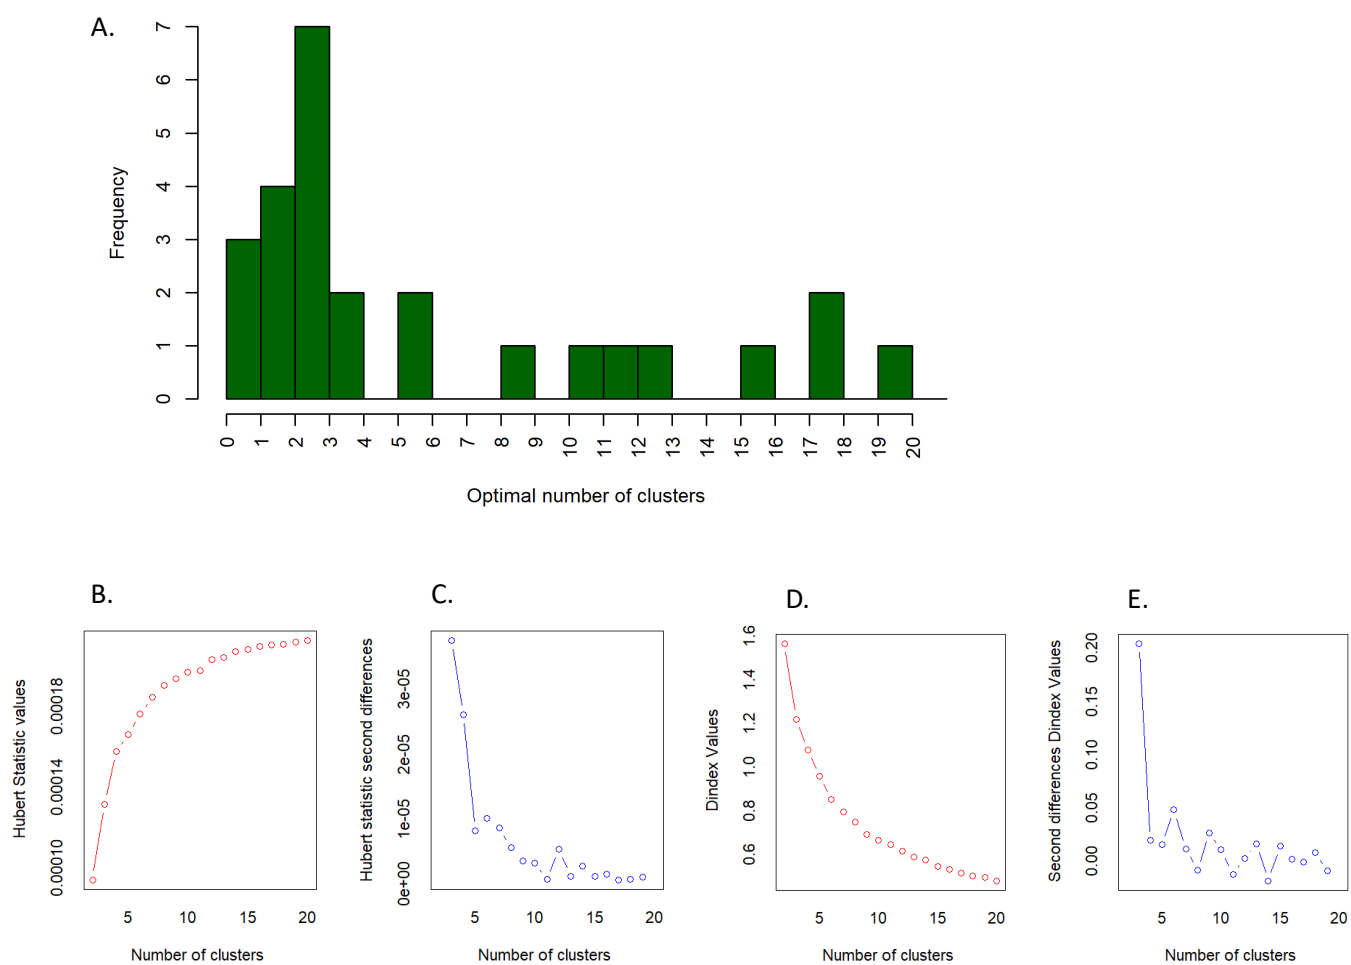 A.
Frequency
0 1 2 3 4 5 6 7
0 1 2 3 4 5 6 7 8 9 10 11 12 13 14 15 16 17 18 19 20
Optimal number of clusters
B.
Hubert Statistic values
0.00010 0.00014 0.00018
5 10 15 20
Number of clusters
C.
Hubert statistic second differences
0e+00 1e-05 2e-05 3e-05
5 10 15 20
Number of clusters
D.
Dindex Values
0.6 0.8 1.0 1.2 1.4 1.6
5 10 15 20
Number of clusters
E.
Second differences Dindex Values
0.00 0.05 0.10 0.15 0.20
5 10 15 20
Number of clusters